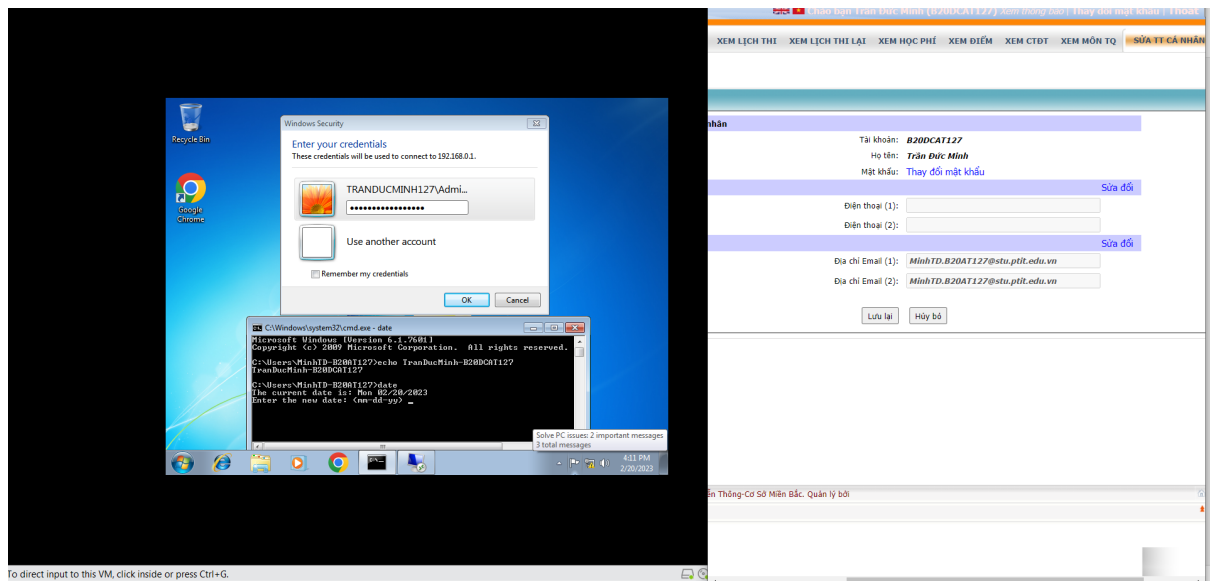 Chào bạn Trần Đức Minh (B20DCAT127) Xem thông báo | Thay đổi mật khẩu | Thoát
XEM LỊCH THI XEM LỊCH THI LẠI XEM HỌC PHÍ XEM ĐIỂM XEM CTĐT XEM MÔN TQ SỬA TT CÁ NHÂN
Recycle Bin
Google
Chrome
Windows Security
Enter your credentials
These credentials will be used to connect to 192.168.0.1.
TRANDUCMINH127\Admi...
Use another account
Remember my credentials
OK Cancel
C:\Windows\system32\cmd.exe - date
Microsoft Windows [Version 6.1.7601]
Copyright (c) 2009 Microsoft Corporation. All rights reserved.
C:\Users\MinhTD-B20AT127>echo TranDucMinh-B20DCAT127
TranDucMinh-B20DCAT127
C:\Users\MinhTD-B20AT127>date
The current date is: Mon 02/20/2023
Enter the new date: (mm-dd-yy) _
Solve PC issues: 2 important messages
3 total messages
4:11 PM
2/20/2023
To direct input to this VM, click inside or press Ctrl+G.
nhân
Tài khoản: B20DCAT127
Họ tên: Trần Đức Minh
Mật khẩu: Thay đổi mật khẩu
Sửa đổi
Điện thoại (1):
Điện thoại (2):
Sửa đổi
Địa chỉ Email (1): MinhTD.B20AT127@stu.ptit.edu.vn
Địa chỉ Email (2): MinhTD.B20AT127@stu.ptit.edu.vn
Lưu lại Hủy bỏ
ễn Thông-Cơ Sở Miền Bắc. Quản lý bởi